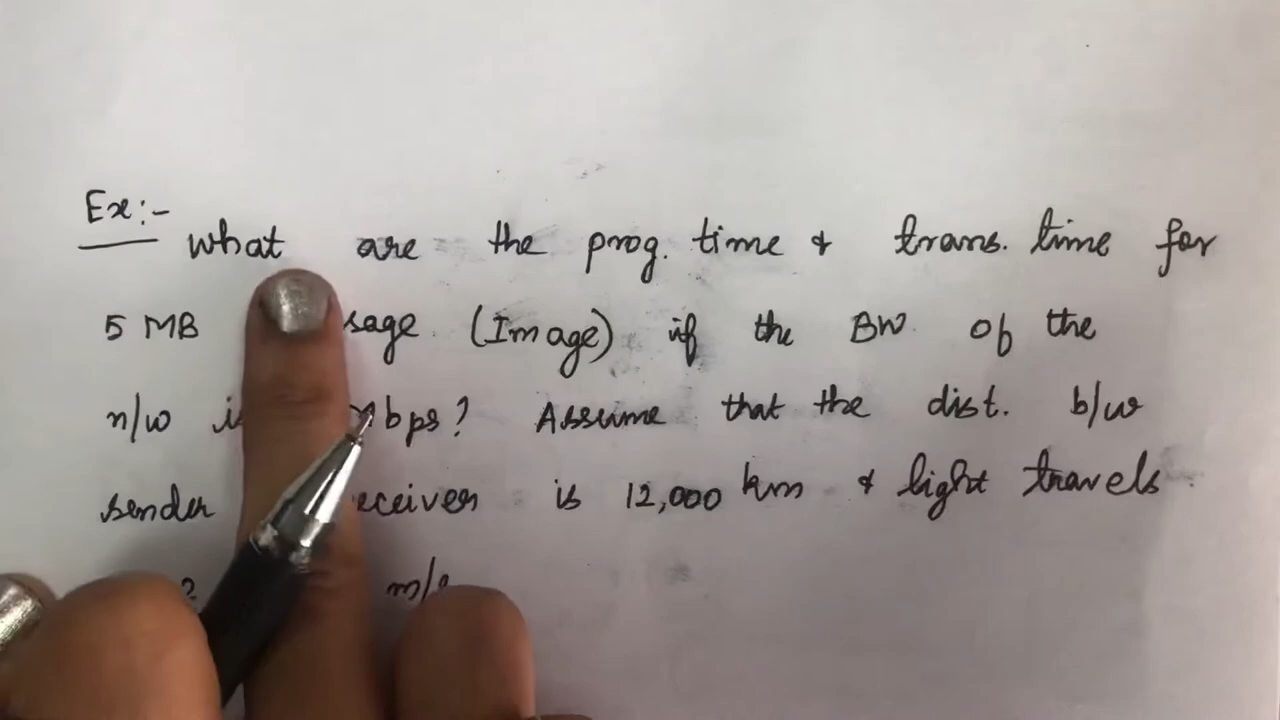 Ex:-
what are the prog. time & trans. time for
5 MB sage (Image) if the BW of the
n/w bps? Assume that the dist. b/w
sender eceiver is 12,000 km & light travels
m/s